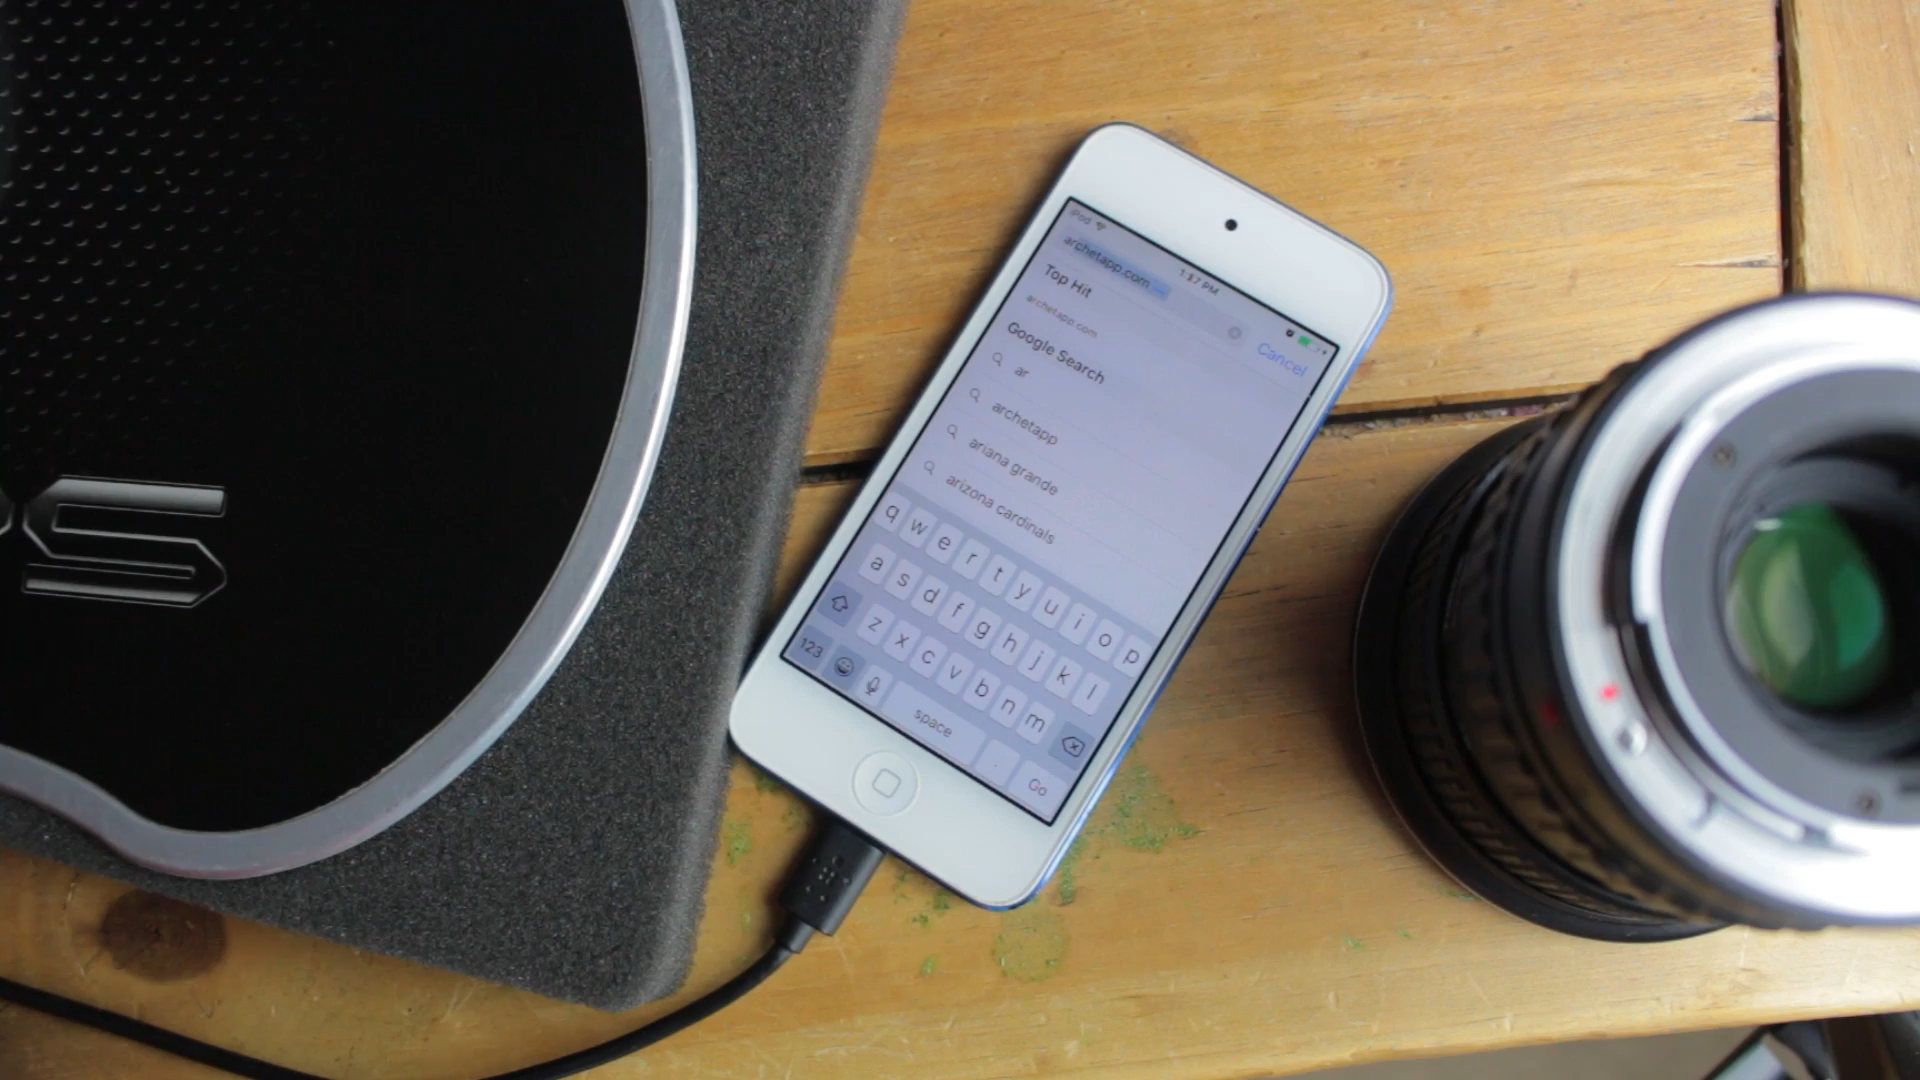 iPod
1:37 PM
archetapp.com —
Cancel
Top Hit
archetapp.com
Google Search
ar
archetapp
ariana grande
arizona cardinals
q w e r t y u i o p
a s d f g h j k l
z x c v b n m
123 space . Go
S